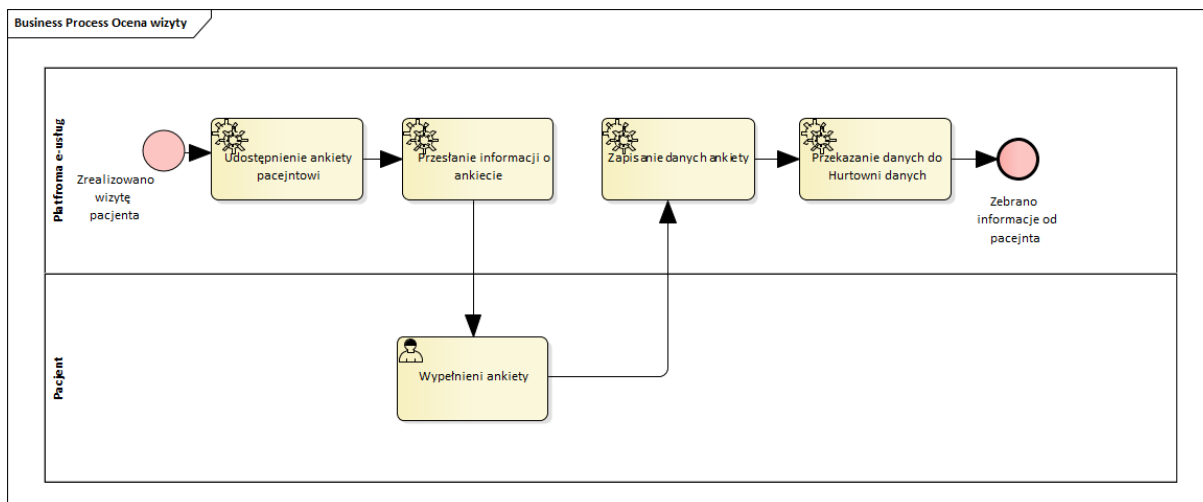 Business Process Ocena wizyty
Platfroma e-usług
Zrealizowano
wizytę
pacjenta
Udostępnienie ankiety
pacejntowi
Przesłanie informacji o
ankiecie
Zapisanie danych ankiety
Przekazanie danych do
Hurtowni danych
Zebrano
informacje od
pacejnta
Pacjent
Wypełnieni ankiety